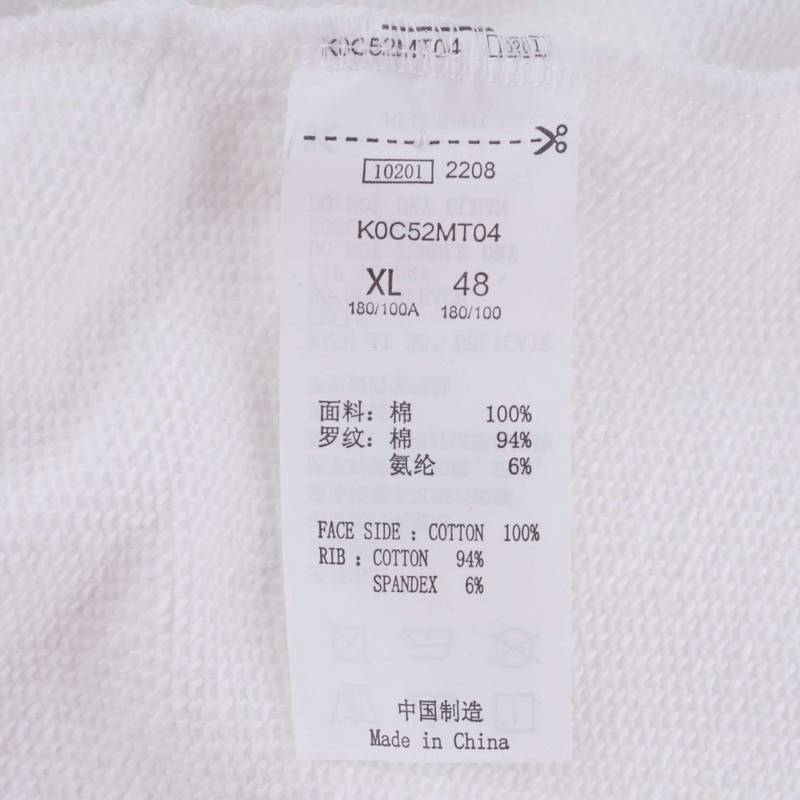 K0C52MT04
10201 2208
K0C52MT04
XL 48
180/100A 180/100
面料：棉 100%
罗纹：棉 94%
氨纶 6%
FACE SIDE : COTTON 100%
RIB : COTTON 94%
SPANDEX 6%
中国制造
Made in China